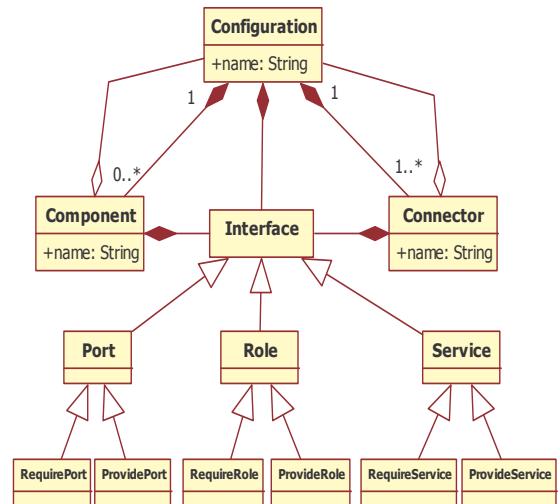 Configuration
+name: String
1
1
0..*
1..*
Component
+name: String
Interface
Connector
+name: String
Port
Role
Service
RequirePort
ProvidePort
RequireRole
ProvideRole
RequireService
ProvideService